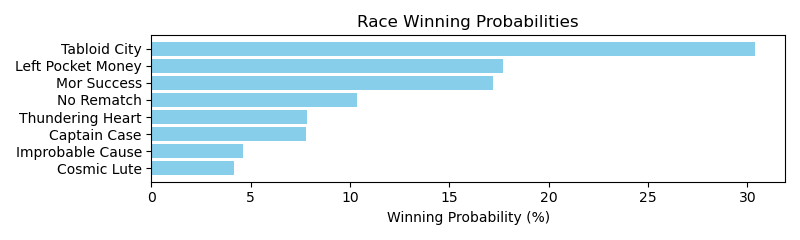 Race Winning Probabilities
Tabloid City
Left Pocket Money
Mor Success
No Rematch
Thundering Heart
Captain Case
Improbable Cause
Cosmic Lute
0 5 10 15 20 25 30
Winning Probability (%)